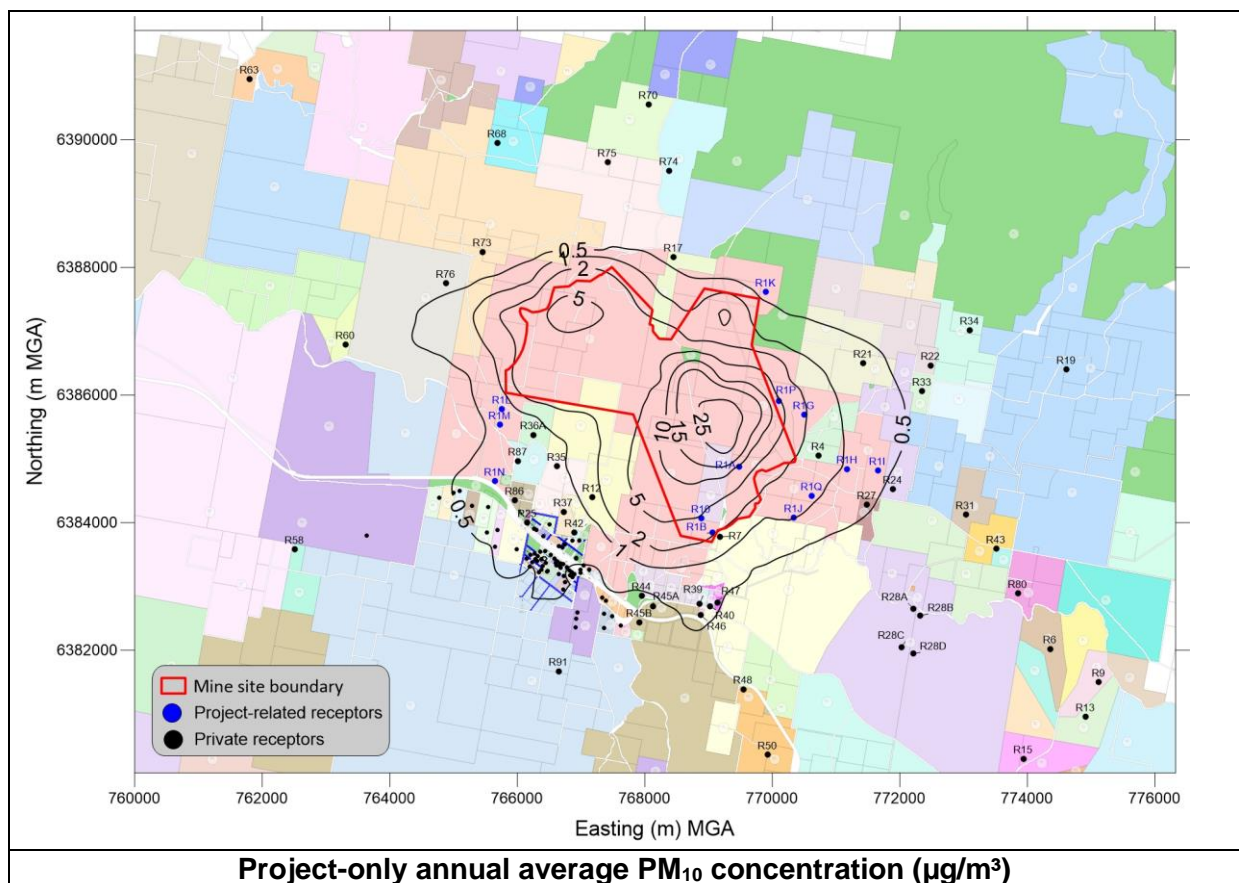 R63
R70
6390000
R68
R75
R74
R73
0.5
1
R17
6388000
2
R76
5
R1K
R34
R60
R21
R22
R19
6386000
R33
R1P
R1L
R1G
25
R1M
15
10
0.5
R36A
R4
R87
R35
R1A
R1H
R1I
R1N
R24
R86
R12
R1Q
5
R27
R37
6384000
0.5
R25
R1J
R31
R42
R1B
2
R7
R43
R58
1
R44
R39
R47
R80
R45A
R28A
R28B
R40
R45B
R46
R6
6382000
R28C
R28D
R91
R9
R48
R13
Mine site boundary
Project-related receptors
Private receptors
R50
R15
760000 762000 764000 766000 768000 770000 772000 774000 776000
Northing (m MGA)
Easting (m) MGA
Project-only annual average PM₁₀ concentration (µg/m³)